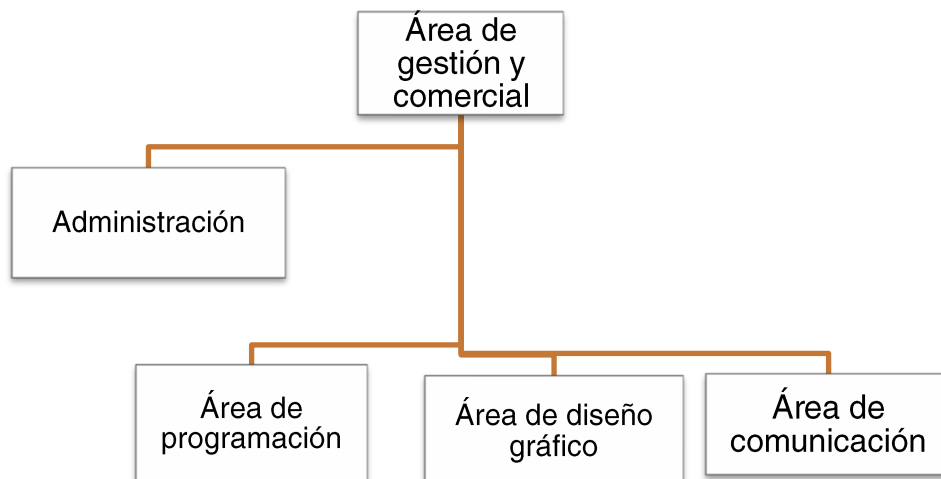 Área de
gestión y
comercial
Administración
Área de
programación
Área de diseño
gráfico
Área de
comunicación